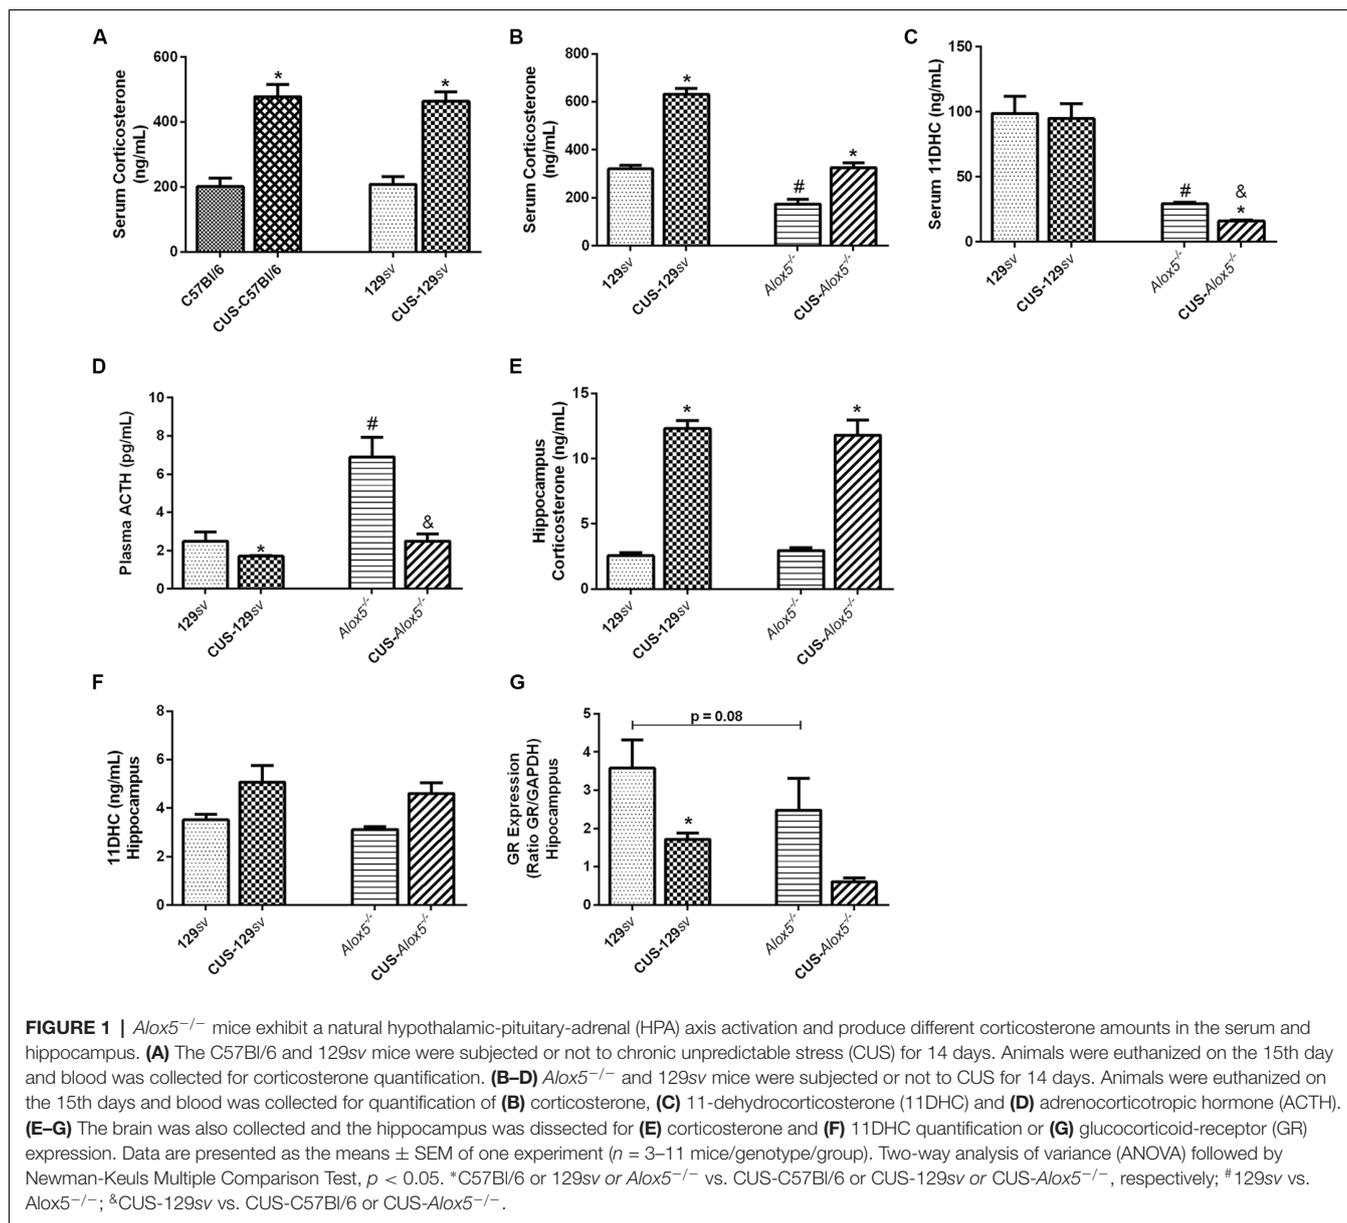 A
Serum Corticosterone
(ng/mL)
600
400
200
0
*
*
C57Bl/6
CUS-C57Bl/6
129sv
CUS-129sv
B
Serum Corticosterone
(ng/mL)
800
600
400
200
0
*
#
*
129sv
CUS-129sv
Alox5-/-
CUS-Alox5-/-
C
Serum 11DHC (ng/mL)
150
100
50
0
#
&
*
129sv
CUS-129sv
Alox5-/-
CUS-Alox5-/-
D
Plasma ACTH (pg/mL)
10
8
6
4
2
0
*
#
&
129sv
CUS-129sv
Alox5-/-
CUS-Alox5-/-
E
Hippocampus
Corticosterone (ng/mL)
15
10
5
0
*
*
129sv
CUS-129sv
Alox5-/-
CUS-Alox5-/-
F
11DHC (ng/mL)
Hippocampus
8
6
4
2
0
129sv
CUS-129sv
Alox5-/-
CUS-Alox5-/-
G
GR Expression
(Ratio GR/GAPDH)
Hipocamppus
5
4
3
2
1
0
p = 0.08
*
129sv
CUS-129sv
Alox5-/-
CUS-Alox5-/-
FIGURE 1 | Alox5−/− mice exhibit a natural hypothalamic-pituitary-adrenal (HPA) axis activation and produce different corticosterone amounts in the serum and
hippocampus. (A) The C57Bl/6 and 129sv mice were subjected or not to chronic unpredictable stress (CUS) for 14 days. Animals were euthanized on the 15th day
and blood was collected for corticosterone quantification. (B–D) Alox5−/− and 129sv mice were subjected or not to CUS for 14 days. Animals were euthanized on
the 15th days and blood was collected for quantification of (B) corticosterone, (C) 11-dehydrocorticosterone (11DHC) and (D) adrenocorticotropic hormone (ACTH).
(E–G) The brain was also collected and the hippocampus was dissected for (E) corticosterone and (F) 11DHC quantification or (G) glucocorticoid-receptor (GR)
expression. Data are presented as the means ± SEM of one experiment (n = 3–11 mice/genotype/group). Two-way analysis of variance (ANOVA) followed by
Newman-Keuls Multiple Comparison Test, p < 0.05. *C57Bl/6 or 129sv or Alox5−/− vs. CUS-C57Bl/6 or CUS-129sv or CUS-Alox5−/−, respectively; #129sv vs.
Alox5−/−; &CUS-129sv vs. CUS-C57Bl/6 or CUS-Alox5−/−.